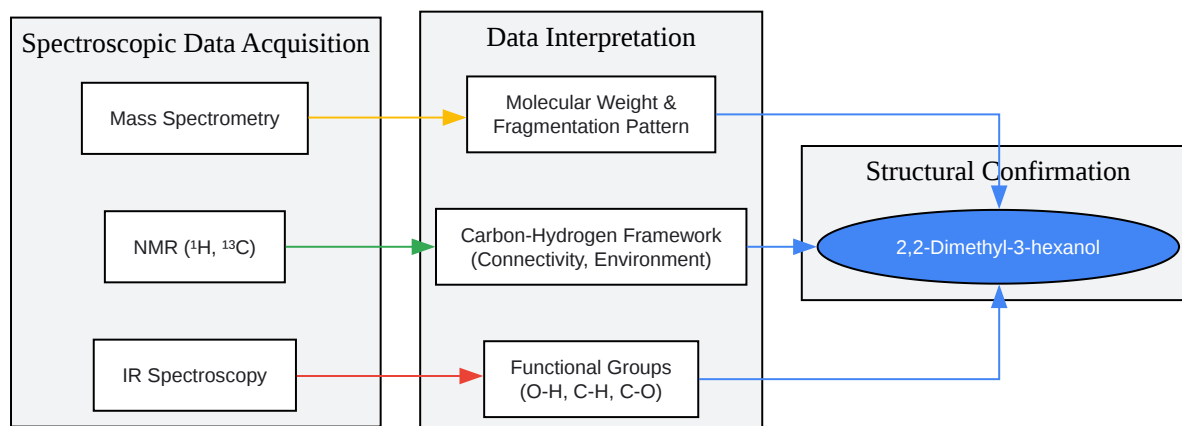 Spectroscopic Data Acquisition
Mass Spectrometry
NMR (¹H, ¹³C)
IR Spectroscopy
Data Interpretation
Molecular Weight &
Fragmentation Pattern
Carbon-Hydrogen Framework
(Connectivity, Environment)
Functional Groups
(O-H, C-H, C-O)
Structural Confirmation
2,2-Dimethyl-3-hexanol